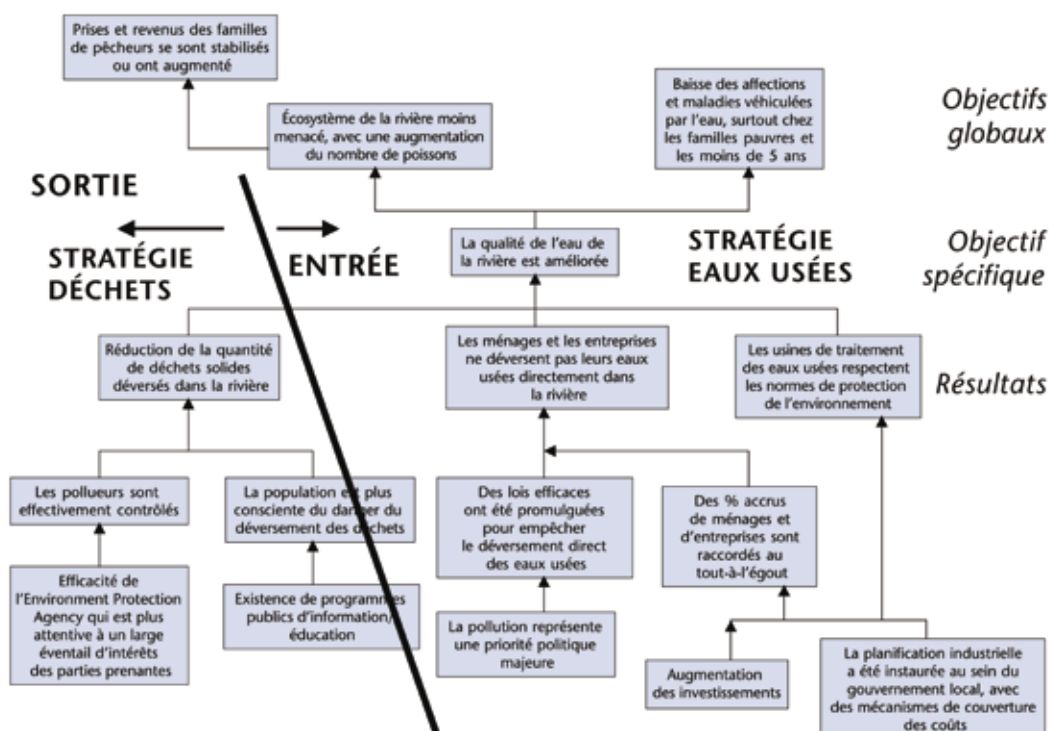 Prises et revenus des familles
de pêcheurs se sont stabilisés
ou ont augmenté
Écosystème de la rivière moins
menacé, avec une augmentation
du nombre de poissons
Baisse des affections
et maladies véhiculées
par l'eau, surtout chez
les familles pauvres et
les moins de 5 ans
Objectifs
globaux
SORTIE
STRATÉGIE
DÉCHETS
ENTRÉE
La qualité de l'eau de
la rivière est améliorée
STRATÉGIE
EAUX USÉES
Objectif
spécifique
Réduction de la quantité
de déchets solides
déversés dans la rivière
Les ménages et les entreprises
ne déversent pas leurs eaux
usées directement dans
la rivière
Les usines de traitement
des eaux usées respectent
les normes de protection
de l'environnement
Résultats
Les pollueurs sont
effectivement contrôlés
La population est plus
consciente du danger du
déversement des déchets
Des lois efficaces
ont été promulguées
pour empêcher
le déversement direct
des eaux usées
Des % accrus
de ménages et
d'entreprises sont
raccordés au
tout-à-l'égout
Efficacité de
l'Environment Protection
Agency qui est plus
attentive à un large
éventail d'intérêts
des parties prenantes
Existence de programmes
publics d'information/
éducation
La pollution représente
une priorité politique
majeure
Augmentation
des investissements
La planification industrielle
a été instaurée au sein du
gouvernement local, avec
des mécanismes de couverture
des coûts